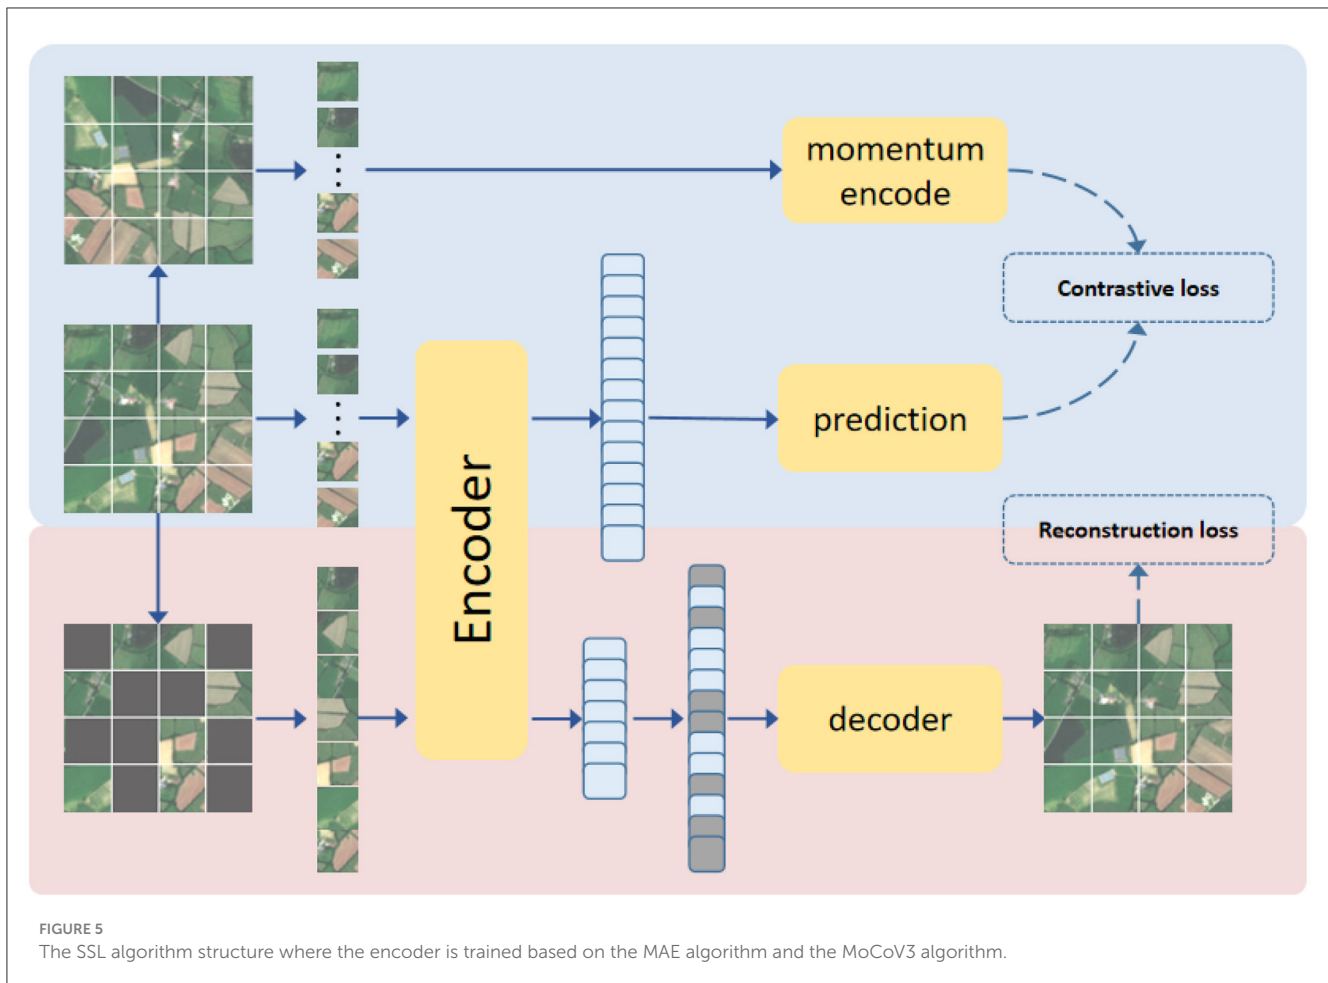 momentum
encode
Contrastive loss
prediction
Encoder
Reconstruction loss
decoder
FIGURE 5
The SSL algorithm structure where the encoder is trained based on the MAE algorithm and the MoCoV3 algorithm.